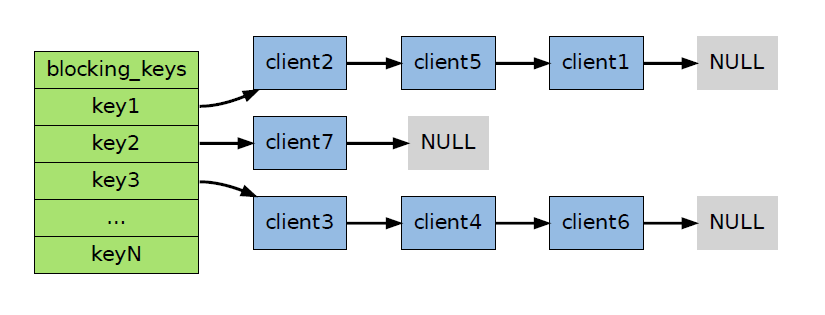 blocking_keys
key1
key2
key3
...
keyN
client2 client5 client1 NULL
client7 NULL
client3 client4 client6 NULL